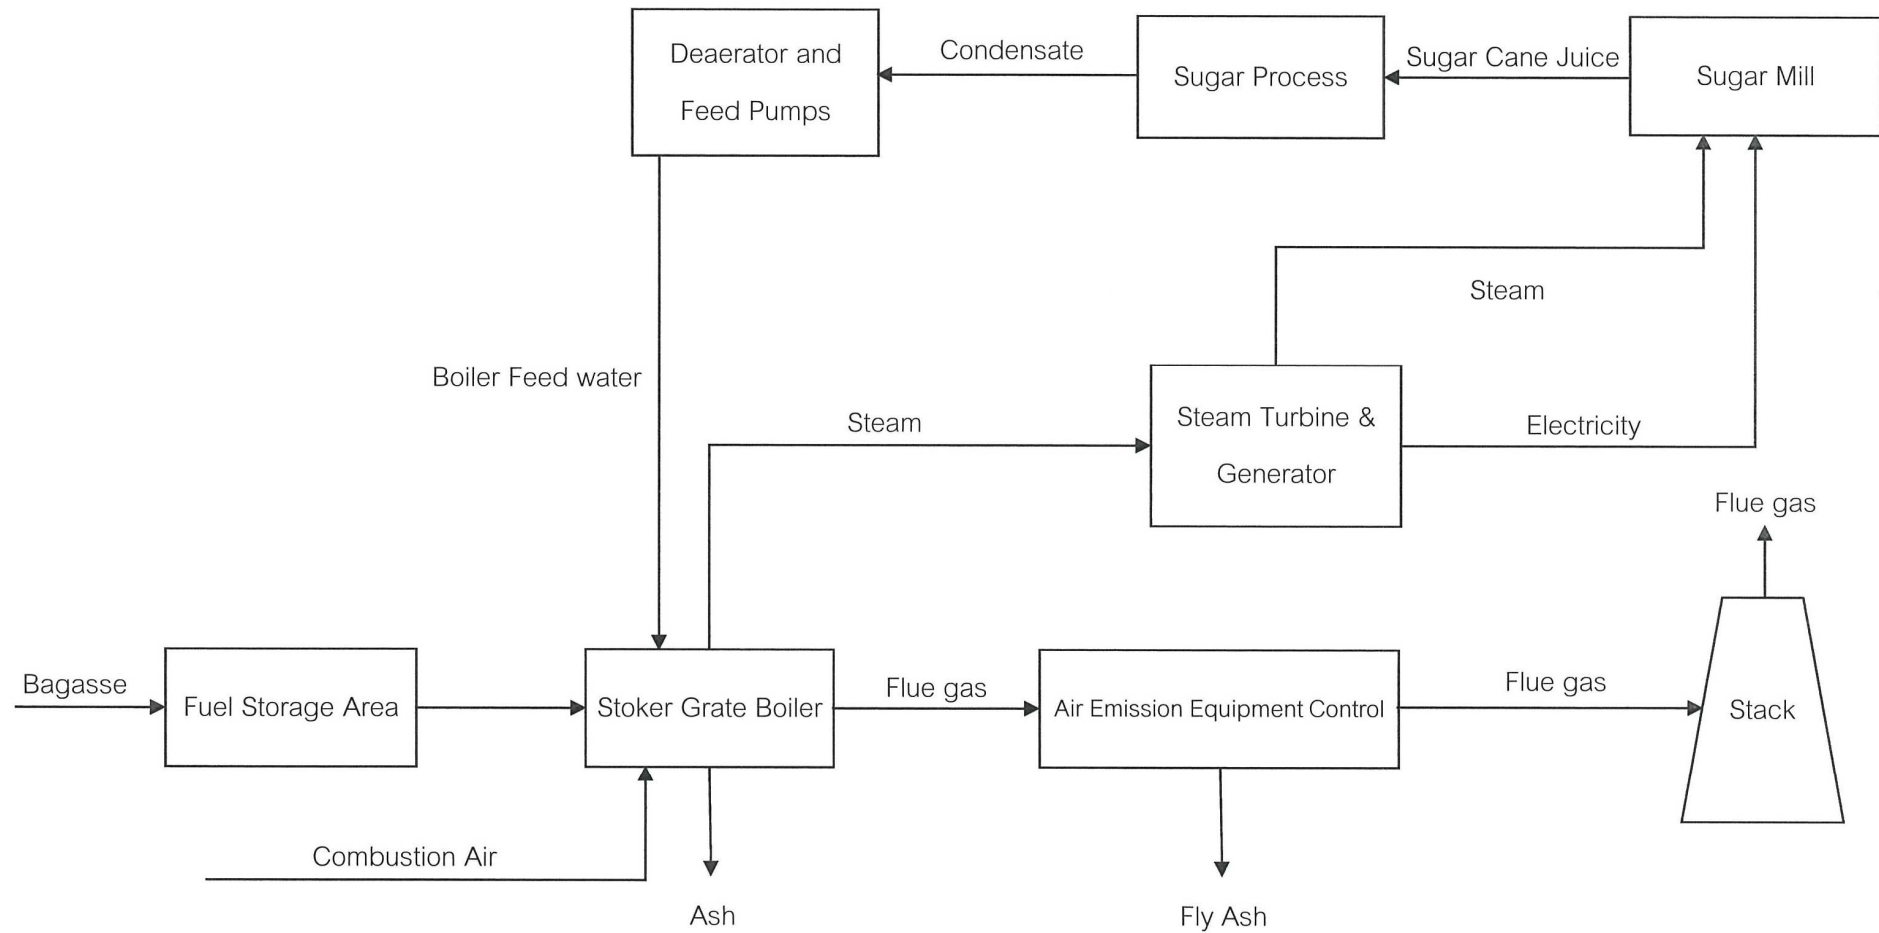 Deaerator and
Feed Pumps
Condensate
Sugar Process
Sugar Cane Juice
Sugar Mill
Steam
Boiler Feed water
Steam
Steam Turbine &
Generator
Electricity
Flue gas
Bagasse
Fuel Storage Area
Stoker Grate Boiler
Flue gas
Air Emission Equipment Control
Flue gas
Stack
Combustion Air
Ash
Fly Ash